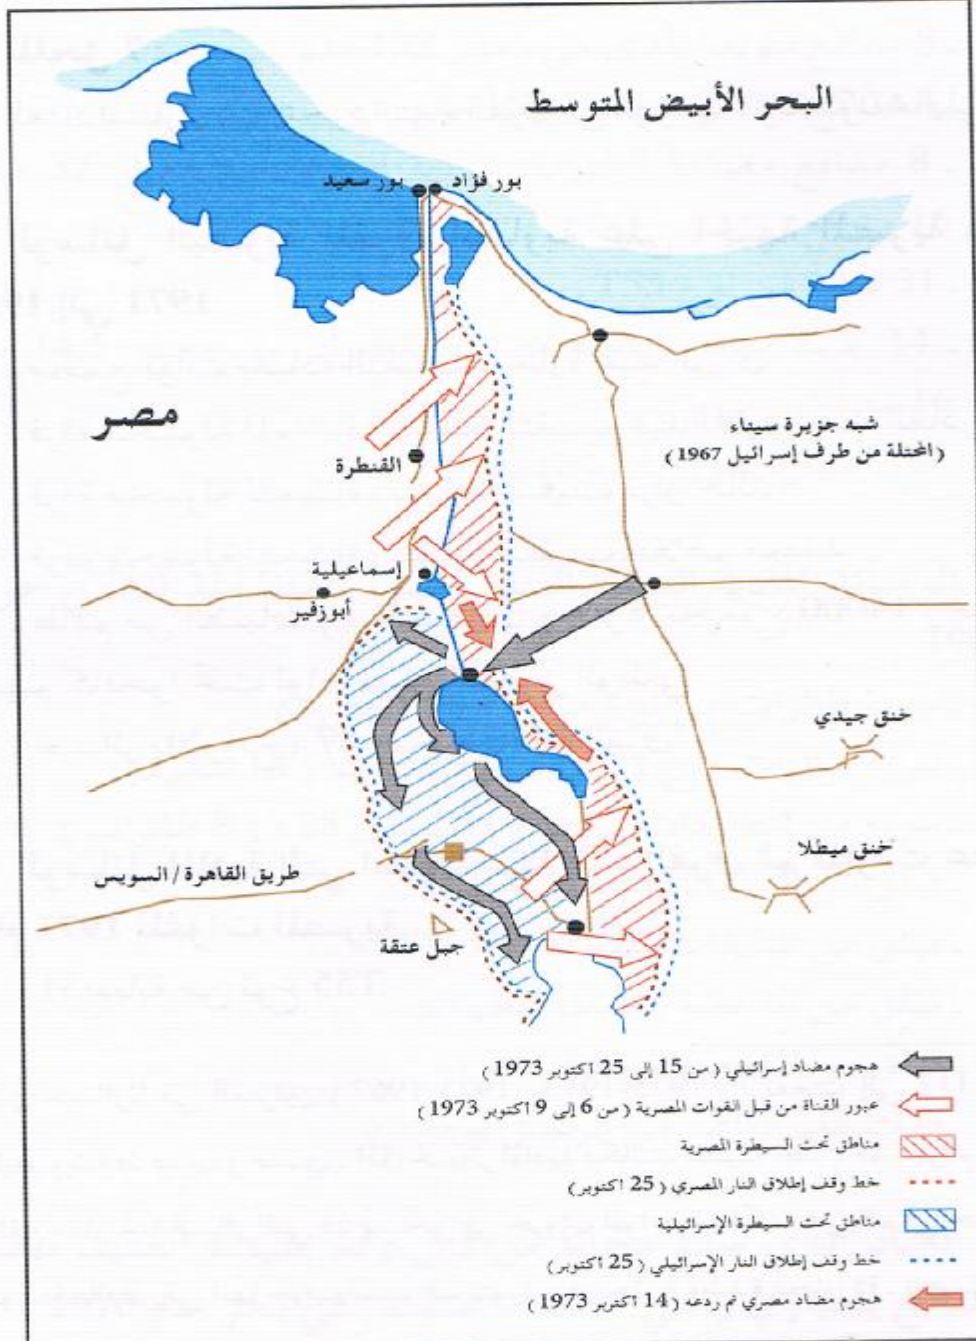 البحر الأبيض المتوسط
بور سعيد
بور فؤاد
مصر
شبه جزيرة سيناء
(المحتلة من طرف إسرائيل 1967)
القنطرة
إسماعيلية
أبوزفير
خنق جيدي
خنق ميطلا
طريق القاهرة / السويس
جبل عتقة
هجوم مضاد إسرائيلي (من 15 إلى 25 أكتوبر 1973)
عبور القناة من قبل القوات المصرية (من 6 إلى 9 أكتوبر 1973)
مناطق تحت السيطرة المصرية
خط وقف إطلاق النار المصري (25 أكتوبر)
مناطق تحت السيطرة الإسرائيلية
خط وقف إطلاق النار الإسرائيلي (25 أكتوبر)
هجوم مضاد مصري تم ردعه (14 أكتوبر 1973)